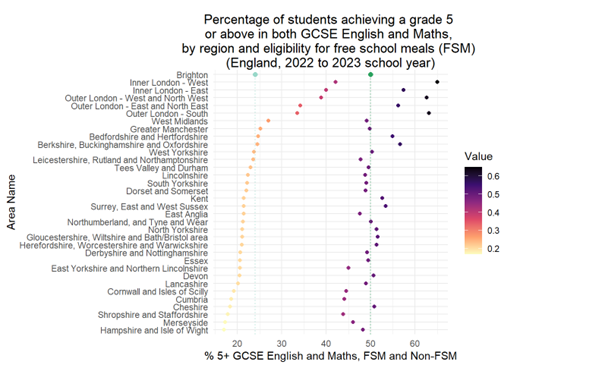 Percentage of students achieving a grade 5
or above in both GCSE English and Maths,
by region and eligibility for free school meals (FSM)
(England, 2022 to 2023 school year)
Area Name
Brighton
Inner London - West
Inner London - East
Outer London - West and North West
Outer London - East and North East
Outer London - South
West Midlands
Greater Manchester
Bedfordshire and Hertfordshire
Berkshire, Buckinghamshire and Oxfordshire
West Yorkshire
Leicestershire, Rutland and Northamptonshire
Tees Valley and Durham
Lincolnshire
South Yorkshire
Dorset and Somerset
Kent
Surrey, East and West Sussex
East Anglia
Northumberland, and Tyne and Wear
North Yorkshire
Gloucestershire, Wiltshire and Bath/Bristol area
Herefordshire, Worcestershire and Warwickshire
Derbyshire and Nottinghamshire
Essex
East Yorkshire and Northern Lincolnshire
Devon
Lancashire
Cornwall and Isles of Scilly
Cumbria
Cheshire
Shropshire and Staffordshire
Merseyside
Hampshire and Isle of Wight
20 30 40 50 60
% 5+ GCSE English and Maths, FSM and Non-FSM
Value
0.6
0.5
0.4
0.3
0.2